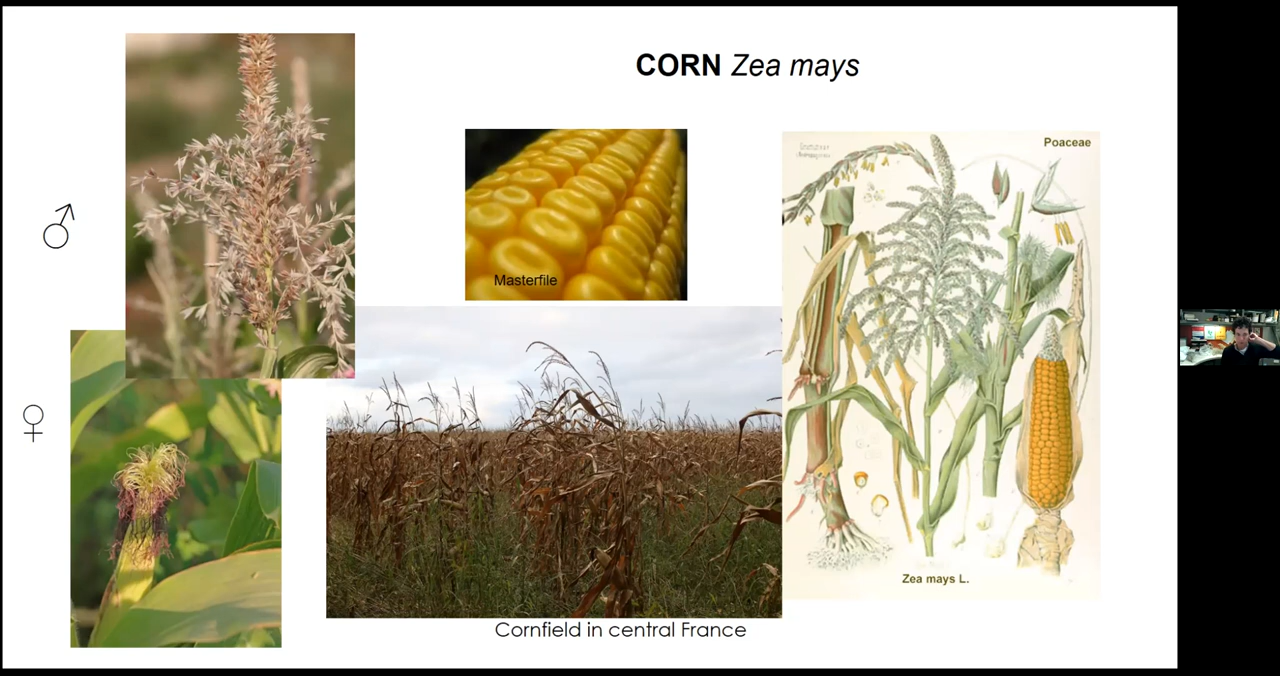 CORN Zea mays
Masterfile
Poaceae
Zea mays L.
Cornfield in central France